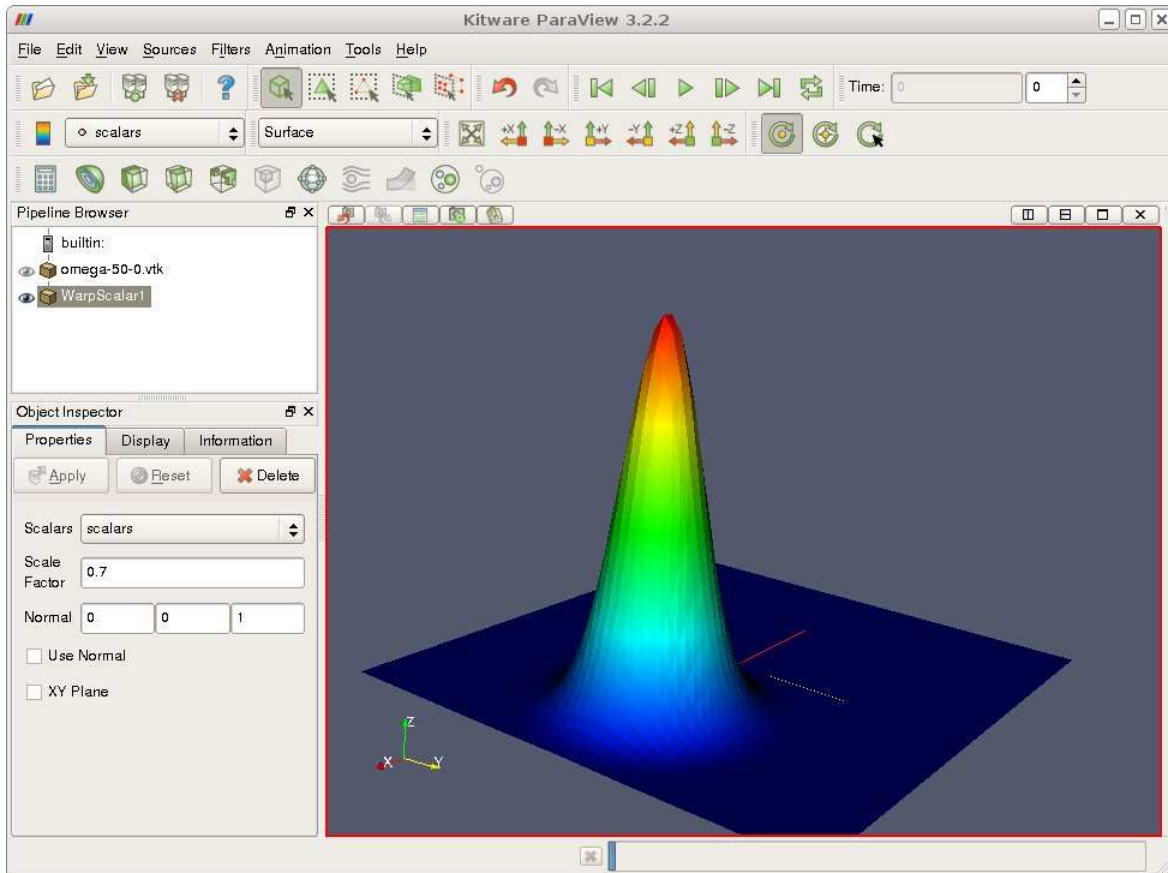 Kitware ParaView 3.2.2
File Edit View Sources Filters Animation Tools Help
Time: 0 0
scalars Surface +X -X +Y -Y +Z -Z
Pipeline Browser
builtin:
omega-50-0.vtk
WarpScalar1
Object Inspector
Properties Display Information
Apply Reset Delete
Scalars scalars
Scale
Factor 0.7
Normal 0 0 1
Use Normal
XY Plane
Z
X Y